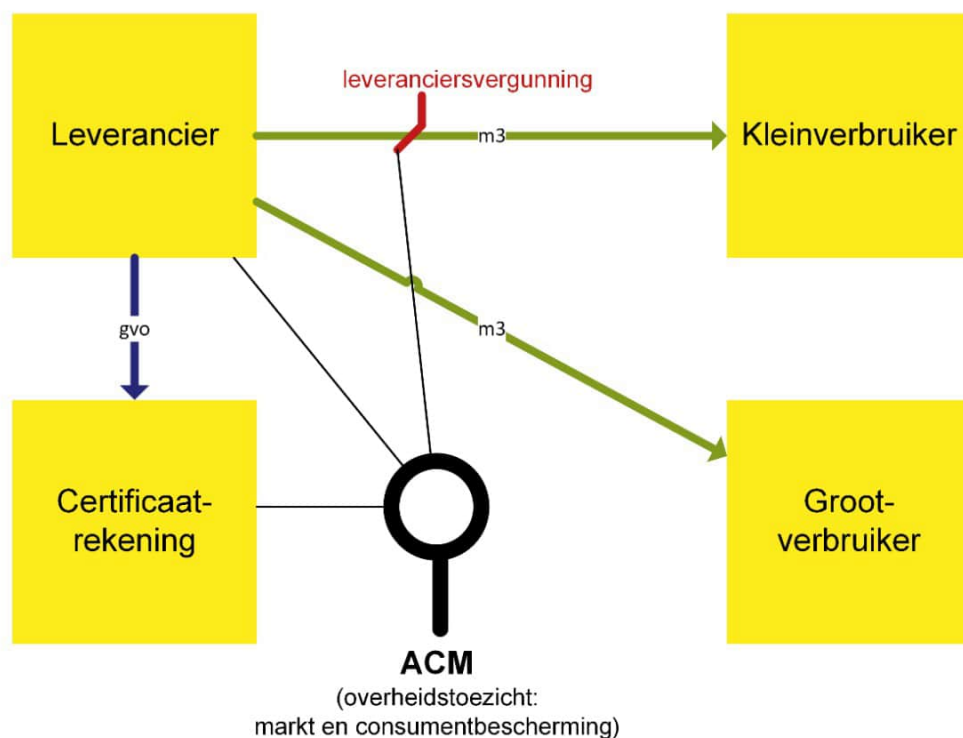 leveranciersvergunning
Leverancier
m3
Kleinverbruiker
gvo
m3
Certificaat-
rekening
Groot-
verbruiker
ACM
(overheidstoezicht:
markt en consumentbescherming)